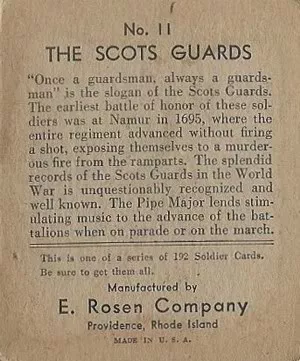 No. 11
THE SCOTS GUARDS
"Once a guardsman, always a guards-
man" is the slogan of the Scots Guards.
The earliest battle of honor of these sol-
diers was at Namur in 1695, where the
entire regiment advanced without firing
a shot, exposing themselves to a murder-
ous fire from the ramparts. The splendid
records of the Scots Guards in the World
War is unquestionably recognized and
well known. The Pipe Major lends stim-
ulating music to the advance of the bat-
talions when on parade or on the march.
This is one of a series of 192 Soldier Cards.
Be sure to get them all.
Manufactured by
E. Rosen Company
Providence, Rhode Island
MADE IN U. S. A.